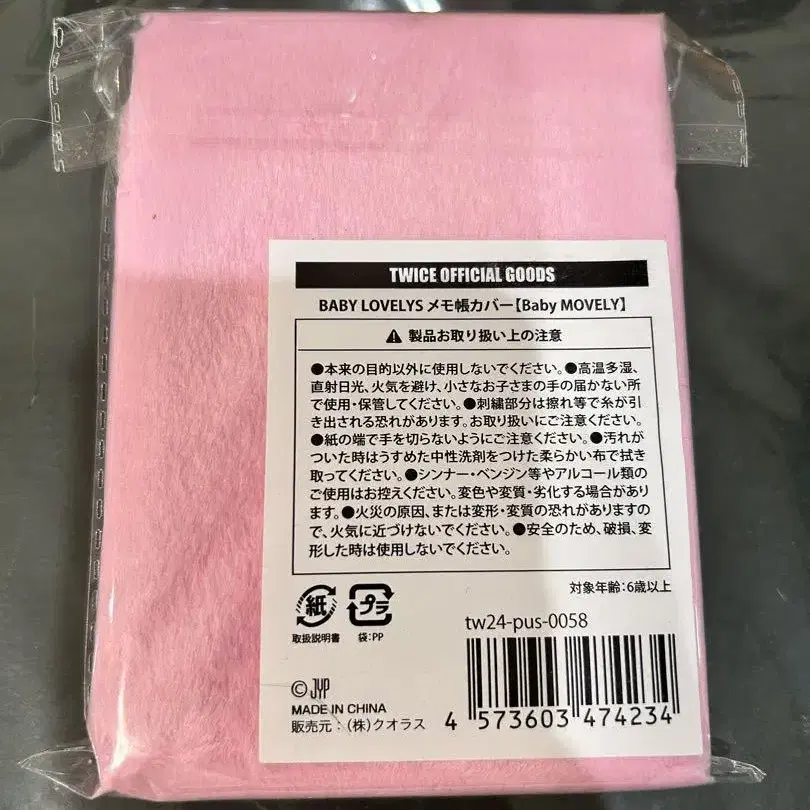 TWICE OFFICIAL GOODS
BABY LOVELYS メモ帳カバー【Baby MOVELY】
製品お取り扱い上の注意
●本来の目的以外に使用しないでください。●高温多湿、
直射日光、火気を避け、小さなお子さまの手の届かない所
で使用・保管してください。●刺繍部分は擦れ等で糸が引
き出される恐れがあります。お取り扱いにご注意ください。
●紙の端で手を切らないようにご注意ください。●汚れが
ついた時はうすめた中性洗剤をつけた柔らかい布で拭き
取ってください。●シンナー・ベンジン等やアルコール類の
ご使用はお控えください。変色や変質・劣化する場合があり
ます。●火災の原因、または変形・変質の恐れがありますの
で、火気に近づけないでください。●安全のため、破損、変
形した時は使用しないでください。
対象年齢:6歳以上
紙 プラ
取扱説明書 袋:PP
tw24-pus-0058
© JYP
MADE IN CHINA
販売元:(株)クオラス
4 573603 474234